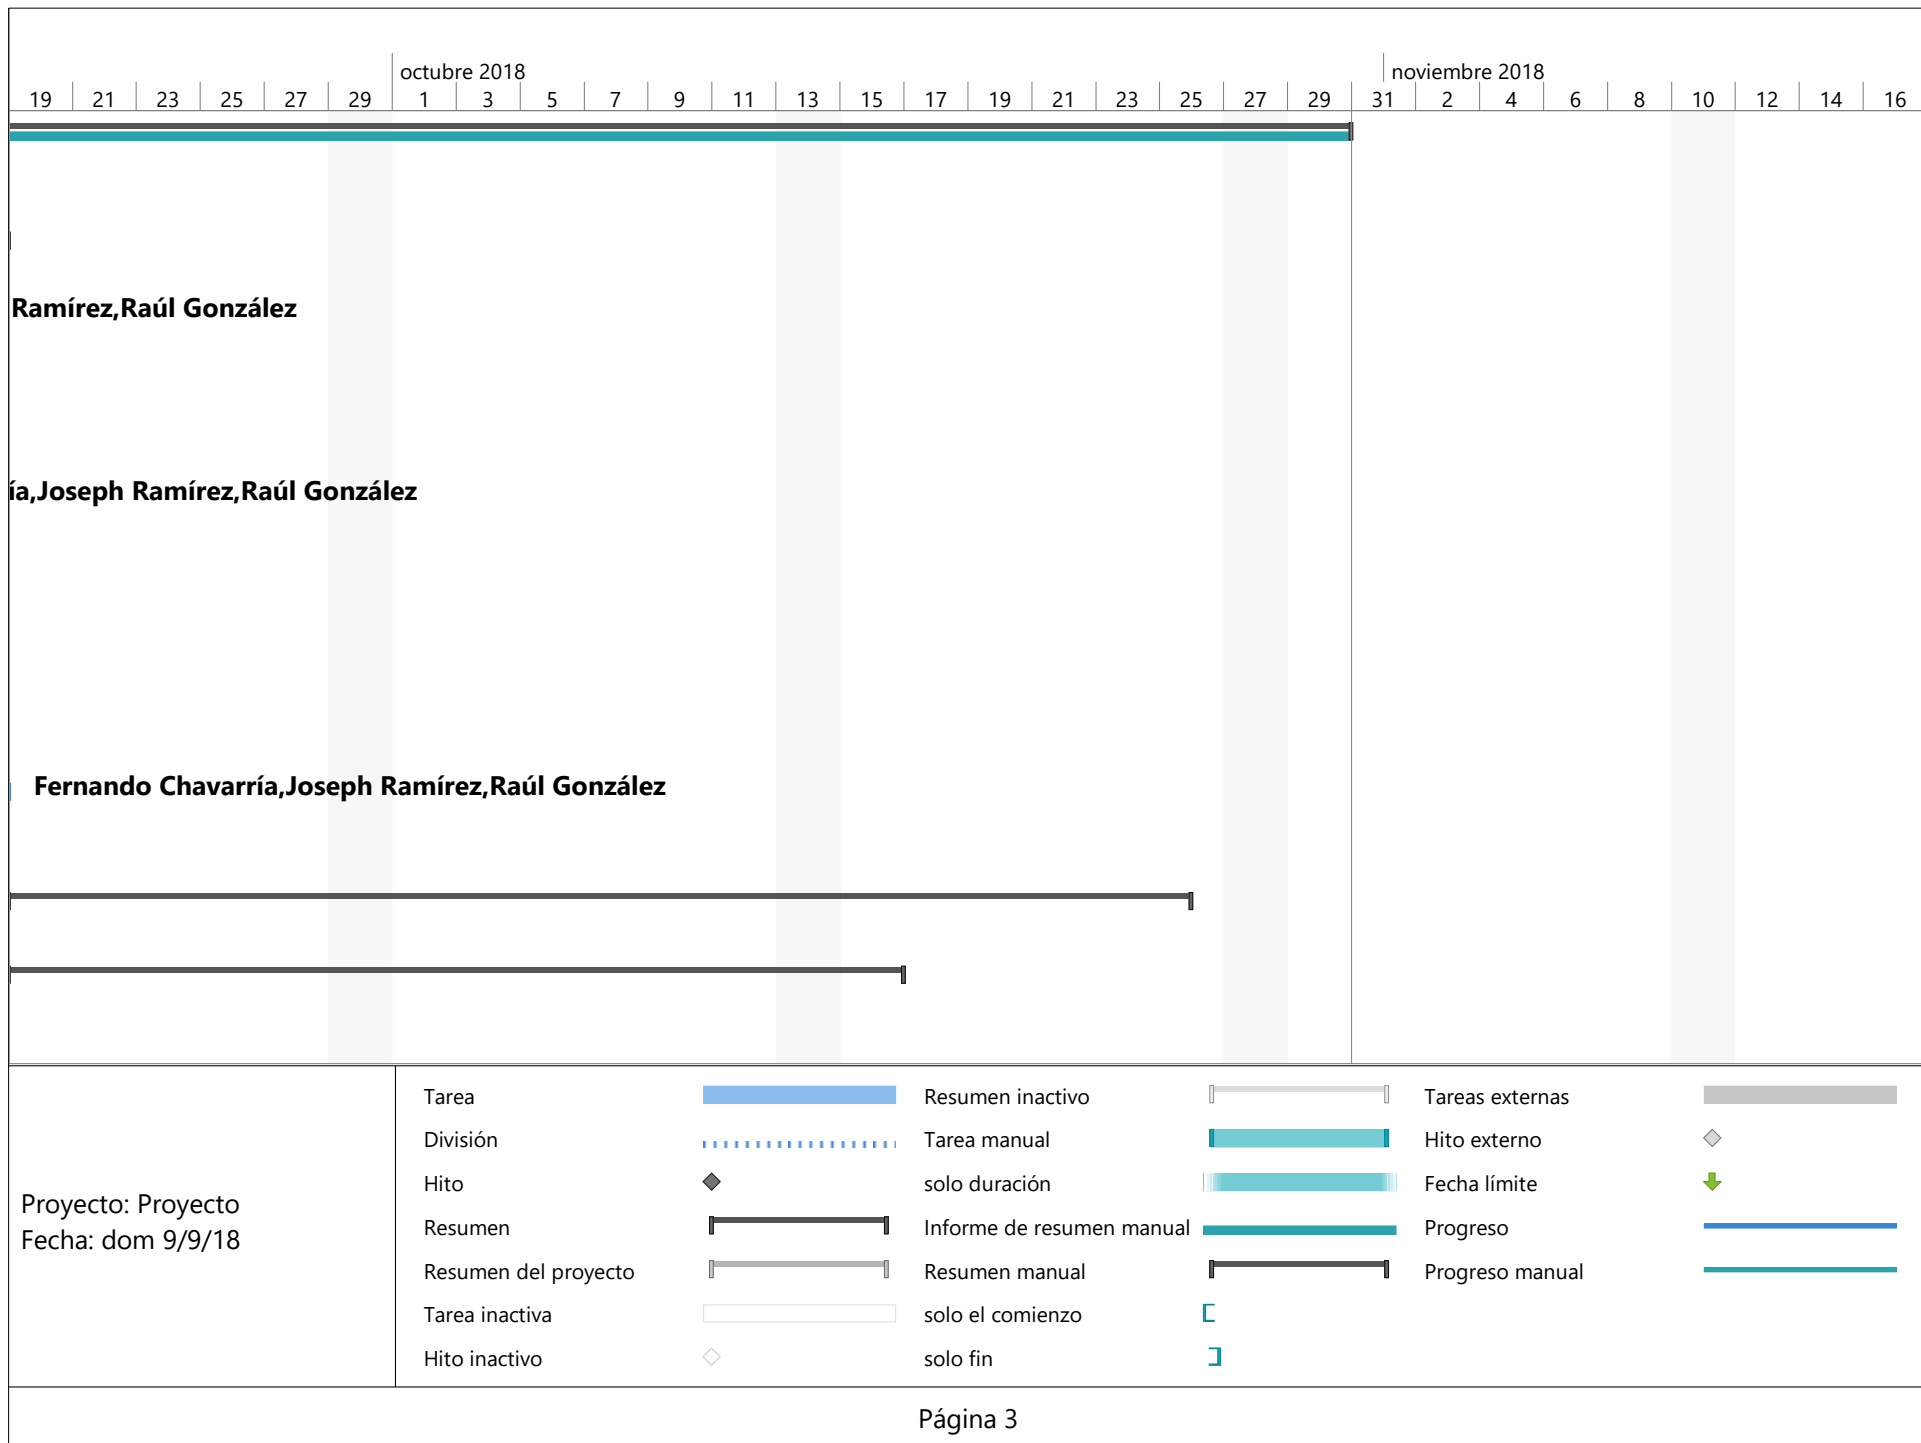 octubre 2018 noviembre 2018
19 21 23 25 27 29 1 3 5 7 9 11 13 15 17 19 21 23 25 27 29 31 2 4 6 8 10 12 14 16
Ramírez,Raúl González
ía,Joseph Ramírez,Raúl González
Fernando Chavarría,Joseph Ramírez,Raúl González
Proyecto: Proyecto
Fecha: dom 9/9/18
Tarea
División
Hito
Resumen
Resumen del proyecto
Tarea inactiva
Hito inactivo
Resumen inactivo
Tarea manual
solo duración
Informe de resumen manual
Resumen manual
solo el comienzo
solo fin
Tareas externas
Hito externo
Fecha límite
Progreso
Progreso manual
Página 3